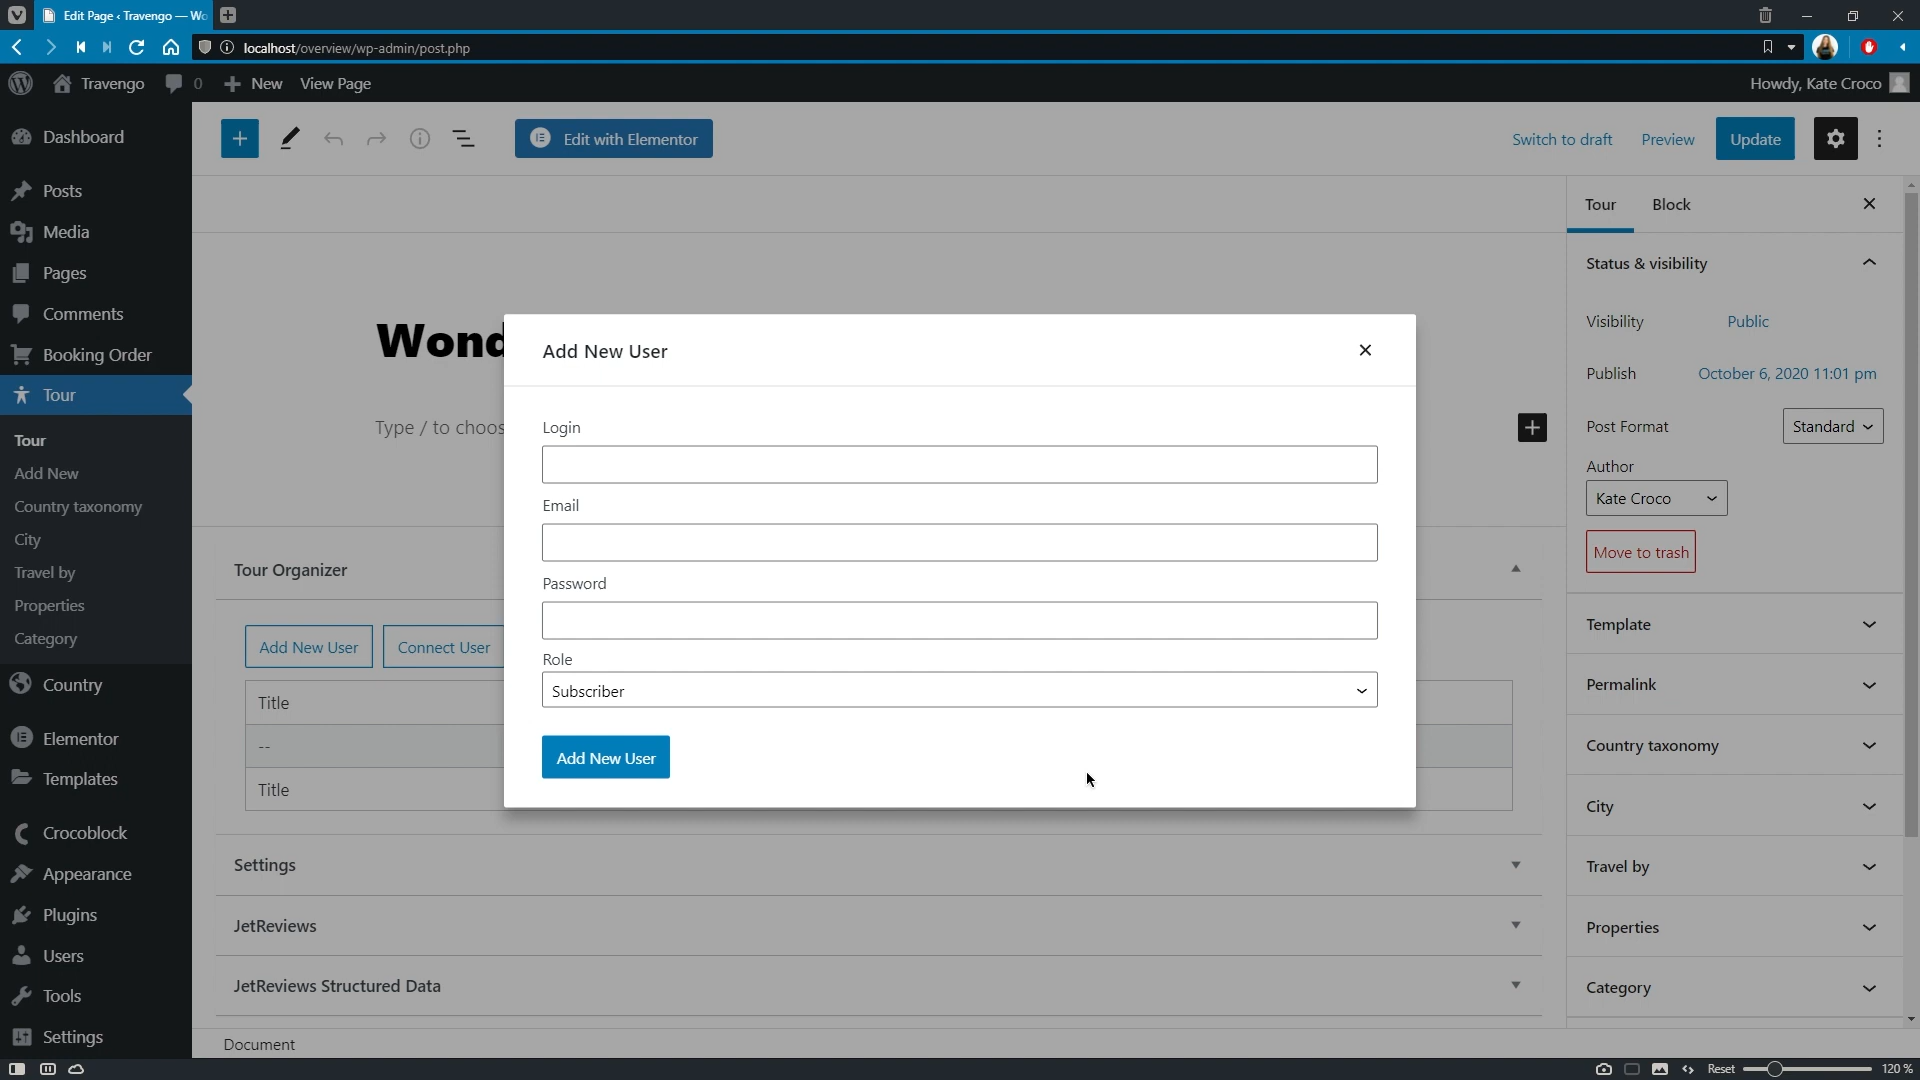 Edit Page ‹ Travengo — Wo
localhost/overview/wp-admin/post.php
Travengo
0
New
View Page
Howdy, Kate Croco
Dashboard
Posts
Media
Pages
Comments
Booking Order
Tour
Tour
Add New
Country taxonomy
City
Travel by
Properties
Category
Country
Elementor
Templates
Crocoblock
Appearance
Plugins
Users
Tools
Settings
Edit with Elementor
Switch to draft
Preview
Update
Wond
Type / to choos
Tour Organizer
Add New User
Connect User
Title
--
Title
Settings
JetReviews
JetReviews Structured Data
Document
Add New User
Login
Email
Password
Role
Subscriber
Add New User
Tour
Block
Status & visibility
Visibility
Public
Publish
October 6, 2020 11:01 pm
Post Format
Standard
Author
Kate Croco
Move to trash
Template
Permalink
Country taxonomy
City
Travel by
Properties
Category
Reset
120 %